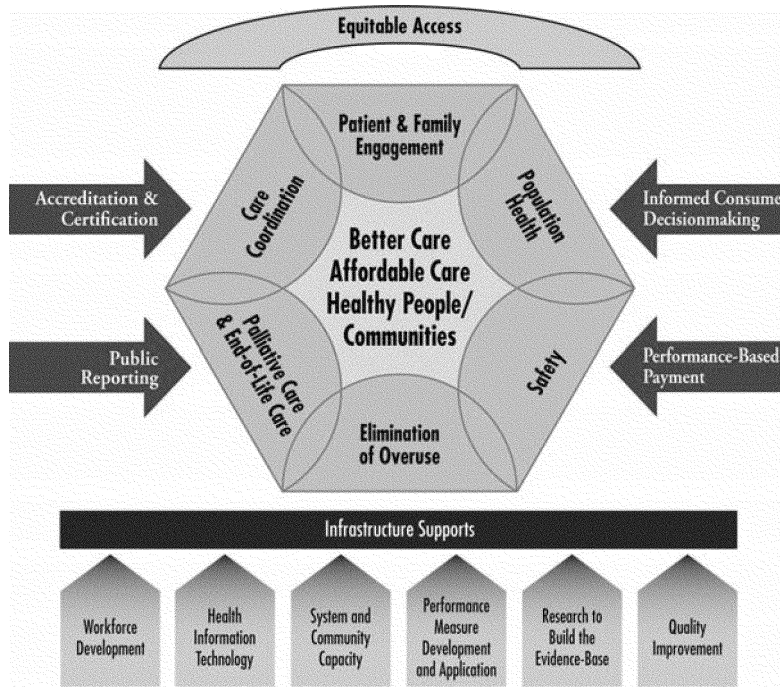 Equitable Access
Patient & Family
Engagement
Care
Coordination
Population
Health
Accreditation &
Certification
Informed Consume
Decisionmaking
Better Care
Affordable Care
Healthy People/
Communities
Public
Reporting
Palliative Care
& End-of-Life Care
Safety
Performance-Based
Payment
Elimination
of Overuse
Infrastructure Supports
Workforce
Development
Health
Information
Technology
System and
Community
Capacity
Performance
Measure
Development
and Application
Research to
Build the
Evidence-Base
Quality
Improvement